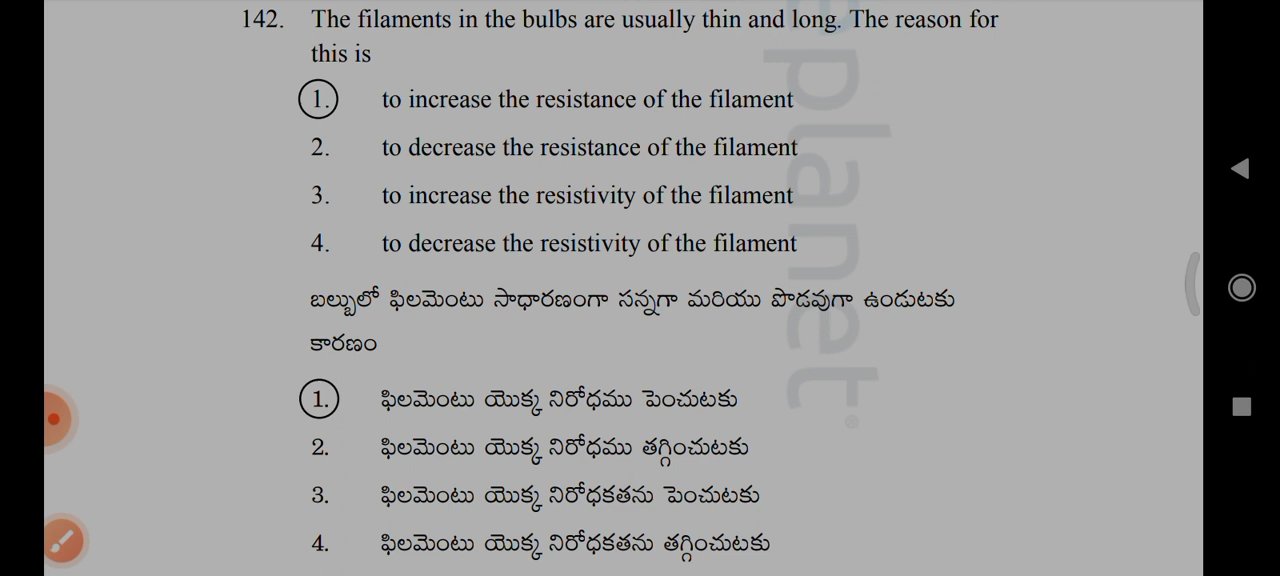 142. The filaments in the bulbs are usually thin and long. The reason for
this is
1. to increase the resistance of the filament
2. to decrease the resistance of the filament
3. to increase the resistivity of the filament
4. to decrease the resistivity of the filament
బల్బులో ఫిలమెంటు సాధారణంగా సన్నగా మరియు పొడవుగా ఉండుటకు
కారణం
1. ఫిలమెంటు యొక్క నిరోధము పెంచుటకు
2. ఫిలమెంటు యొక్క నిరోధము తగ్గించుటకు
3. ఫిలమెంటు యొక్క నిరోధకతను పెంచుటకు
4. ఫిలమెంటు యొక్క నిరోధకతను తగ్గించుటకు
eplanet